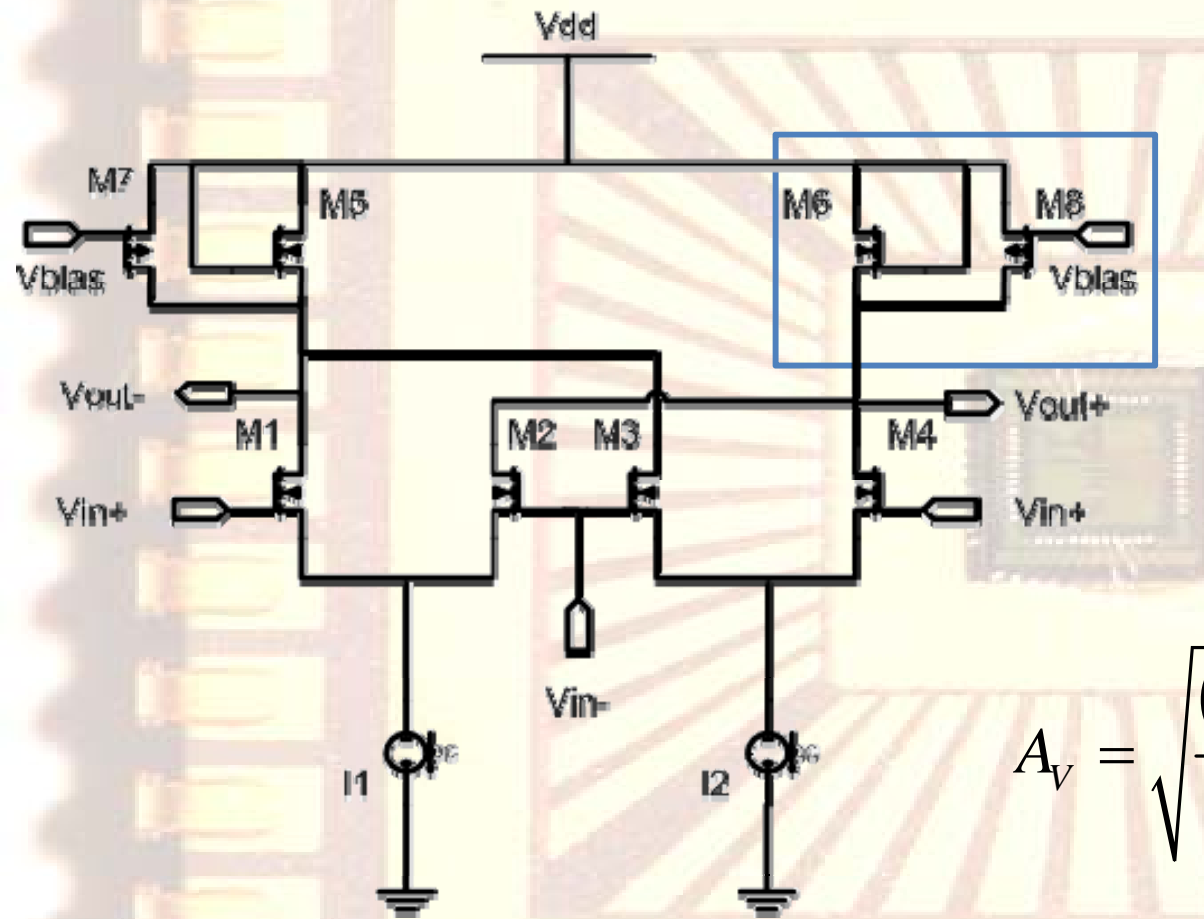 Vdd
M7
M5
M6
M8
Vbias
Vbias
Vout-
Vout+
M1
M2
M3
M4
Vin+
Vin+
Vin-
I1
I2
A_V = √